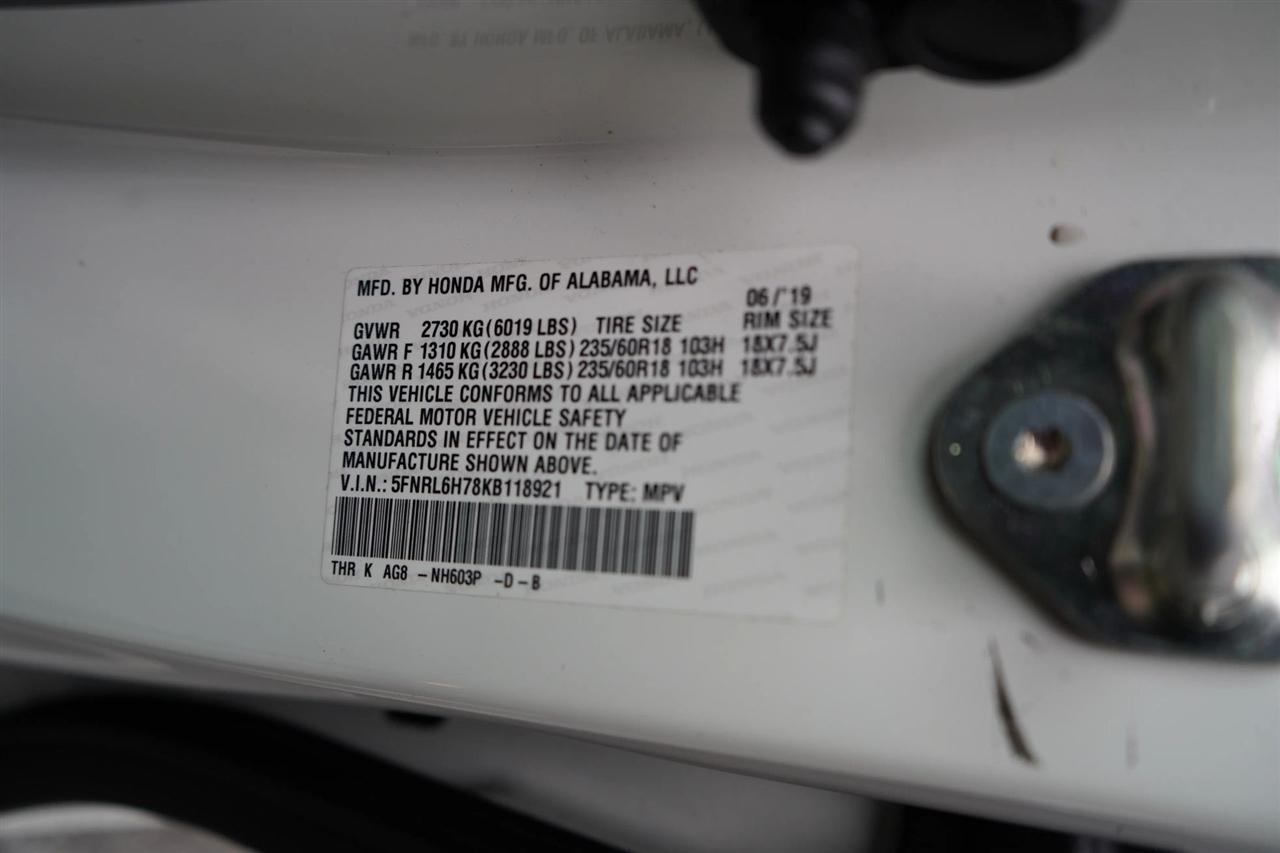 MFD. BY HONDA MFG. OF ALABAMA, LLC
06/'19
GVWR 2730 KG (6019 LBS) TIRE SIZE RIM SIZE
GAWR F 1310 KG (2888 LBS) 235/60R18 103H 18X7.5J
GAWR R 1465 KG (3230 LBS) 235/60R18 103H 18X7.5J
THIS VEHICLE CONFORMS TO ALL APPLICABLE
FEDERAL MOTOR VEHICLE SAFETY
STANDARDS IN EFFECT ON THE DATE OF
MANUFACTURE SHOWN ABOVE.
V.I.N.: 5FNRL6H78KB118921 TYPE: MPV
THR K AG8 - NH603P - D - B